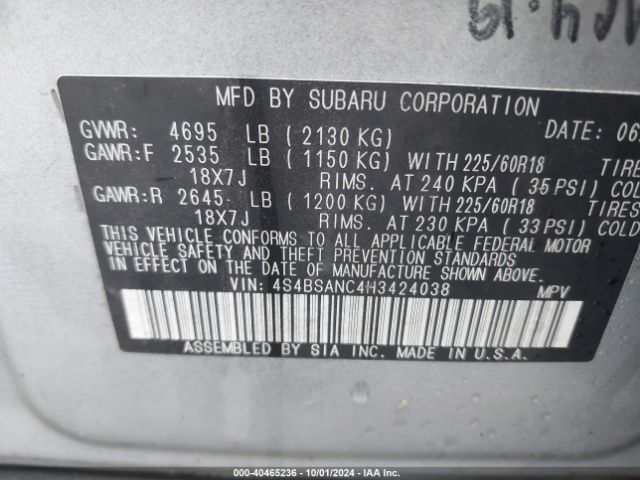 MFD BY SUBARU CORPORATION
GVWR: 4695 LB ( 2130 KG) DATE: 06
GAWR:F 2535 LB ( 1150 KG) WITH 225/60R18 TIRE
18X7J RIMS. AT 240 KPA ( 35 PSI) COL
GAWR:R 2645 LB ( 1200 KG) WITH 225/60R18 TIRES
18X7J RIMS. AT 230 KPA ( 33 PSI) COLD
THIS VEHICLE CONFORMS TO ALL APPLICABLE FEDERAL MOTOR
VEHICLE SAFETY AND THEFT PREVENTION STANDARDS
IN EFFECT ON THE DATE OF MANUFACTURE SHOWN ABOVE.
VIN: 4S4BSANC4H3424038 MPV
ASSEMBLED BY SIA INC. MADE IN U.S.A.
000-40465236 - 10/01/2024 - IAAI.COM